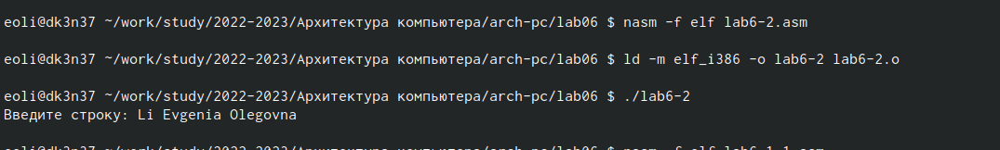 eoli@dk3n37 ~/work/study/2022-2023/Архитектура компьютера/arch-pc/lab06 $ nasm -f elf lab6-2.asm
eoli@dk3n37 ~/work/study/2022-2023/Архитектура компьютера/arch-pc/lab06 $ ld -m elf_i386 -o lab6-2 lab6-2.o
eoli@dk3n37 ~/work/study/2022-2023/Архитектура компьютера/arch-pc/lab06 $ ./lab6-2
Введите строку: Li Evgenia Olegovna